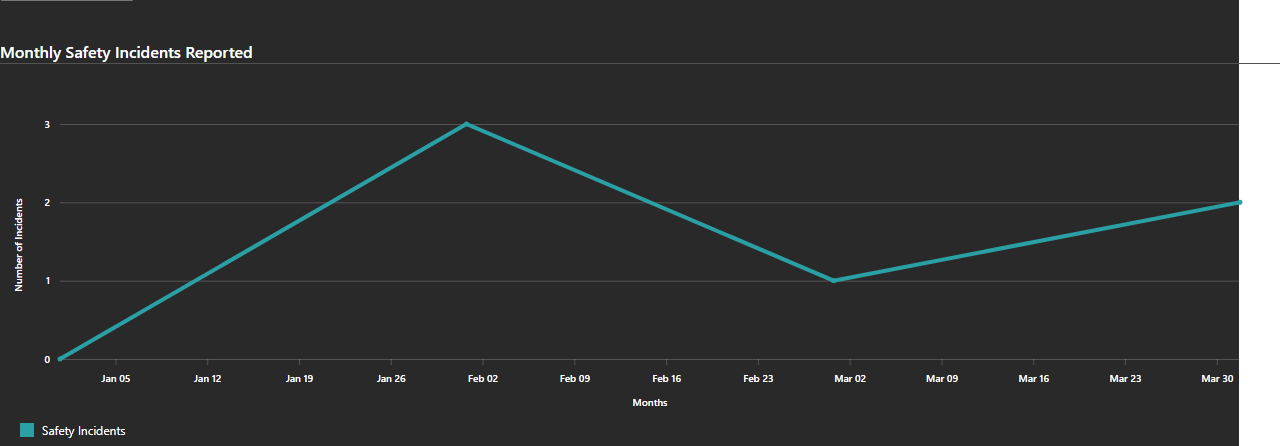 Monthly Safety Incidents Reported
3
2
1
0
Number of Incidents
Jan 05 Jan 12 Jan 19 Jan 26 Feb 02 Feb 09 Feb 16 Feb 23 Mar 02 Mar 09 Mar 16 Mar 23 Mar 30
Months
Safety Incidents